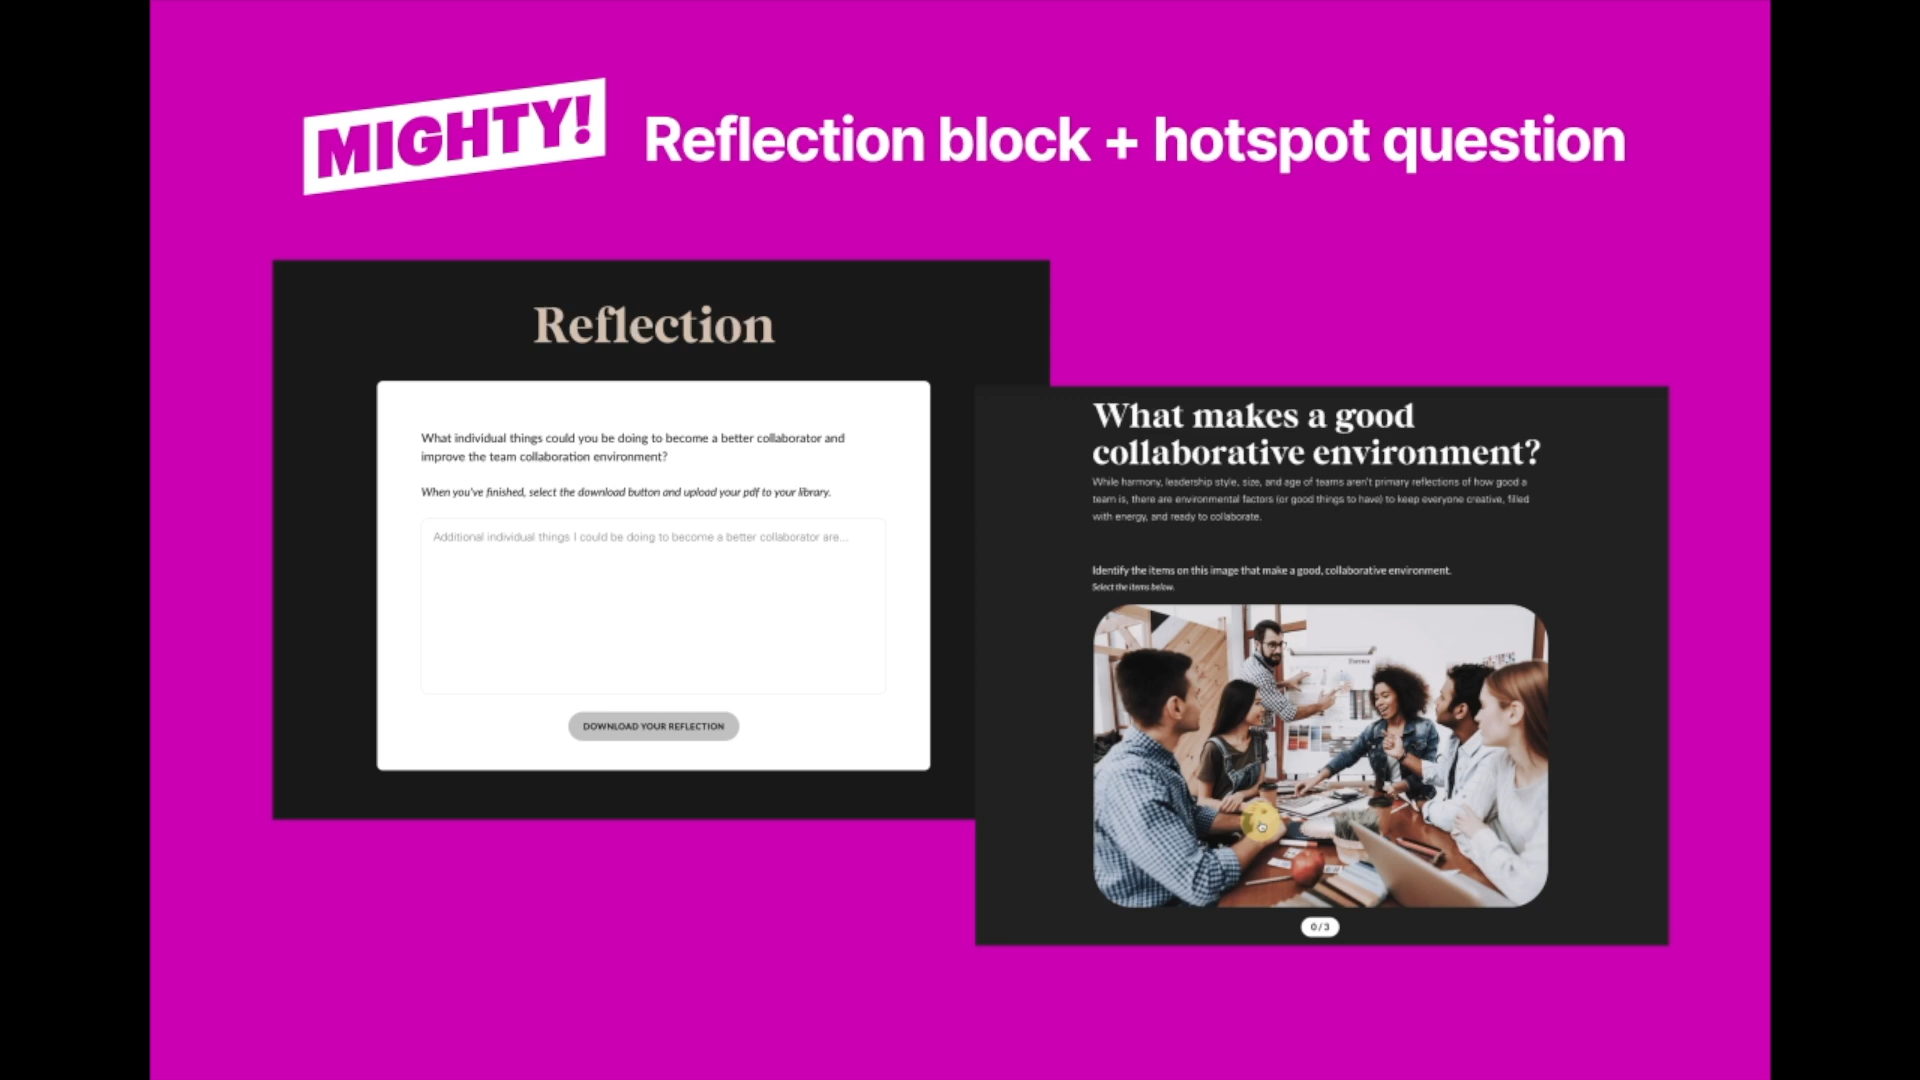 MIGHTY!
Reflection block + hotspot question
Reflection
What individual things could you be doing to become a better collaborator and
improve the team collaboration environment?
When you've finished, select the download button and upload your pdf to your library.
Additional individual things I could be doing to become a better collaborator are...
DOWNLOAD YOUR REFLECTION
What makes a good
collaborative environment?
While harmony, leadership style, size, and age of teams aren't primary reflections of how good a
team is, there are environmental factors (or good things to have) to keep everyone creative, filled
with energy, and ready to collaborate.
Identify the items on this image that make a good, collaborative environment.
Select the items below.
0/3